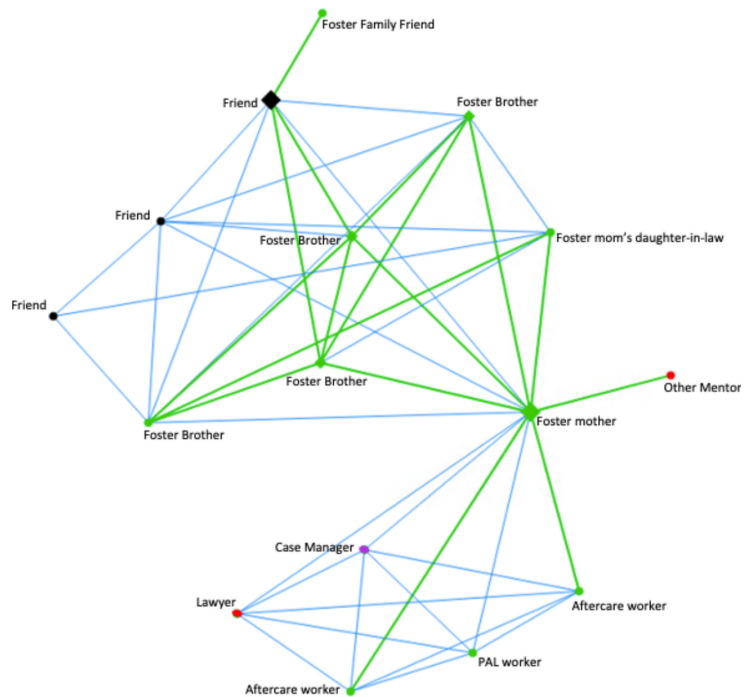 Foster Family Friend
Friend
Foster Brother
Friend
Foster Brother
Foster mom's daughter-in-law
Friend
Foster Brother
Other Mentor
Foster mother
Foster Brother
Case Manager
Lawyer
Aftercare worker
PAL worker
Aftercare worker